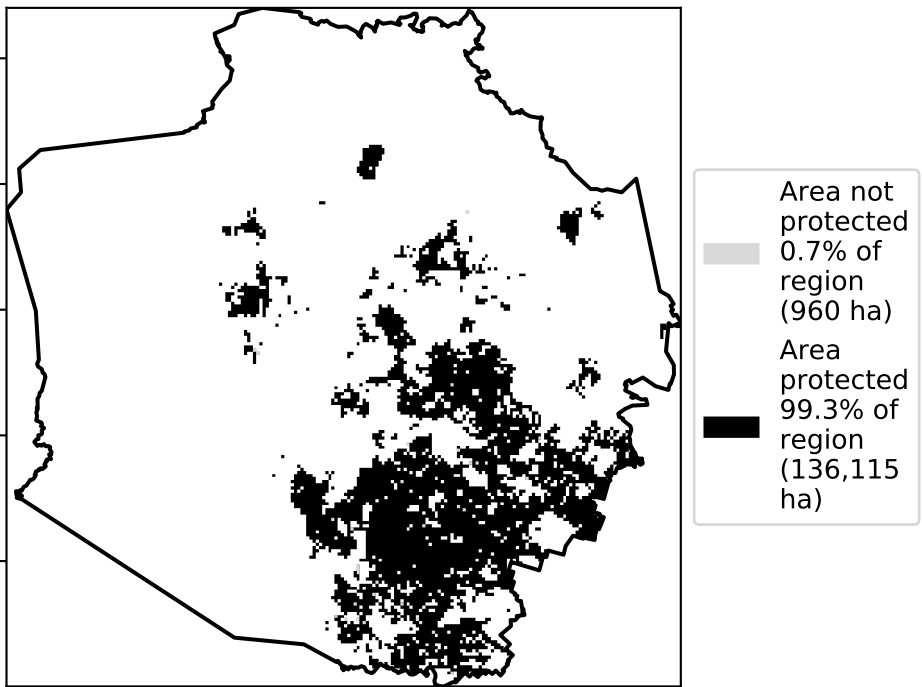 Area not
protected
0.7% of
region
(960 ha)
Area
protected
99.3% of
region
(136,115
ha)